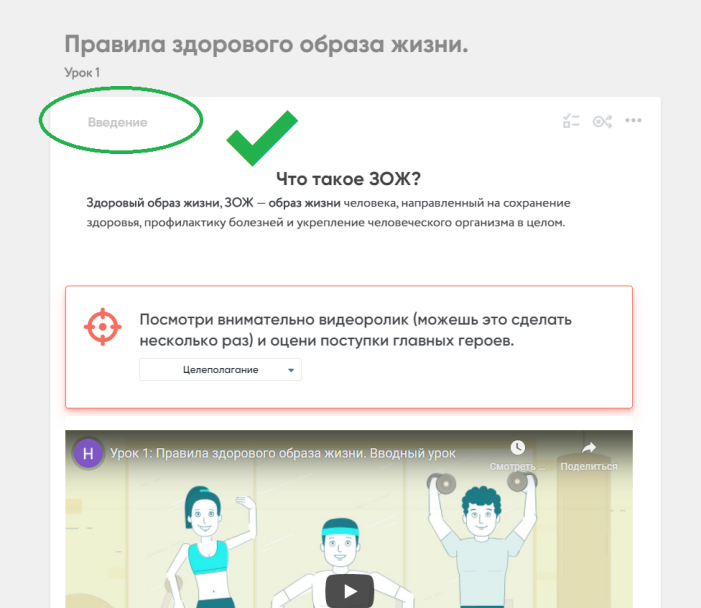 Правила здорового образа жизни.
Урок 1
Введение
Что такое ЗОЖ?
Здоровый образ жизни, ЗОЖ — образ жизни человека, направленный на сохранение
здоровья, профилактику болезней и укрепление человеческого организма в целом.
Посмотри внимательно видеоролик (можешь это сделать
несколько раз) и оцени поступки главных героев.
Целеполагание
Н Урок 1: Правила здорового образа жизни. Вводный урок
Смотреть ... Поделиться